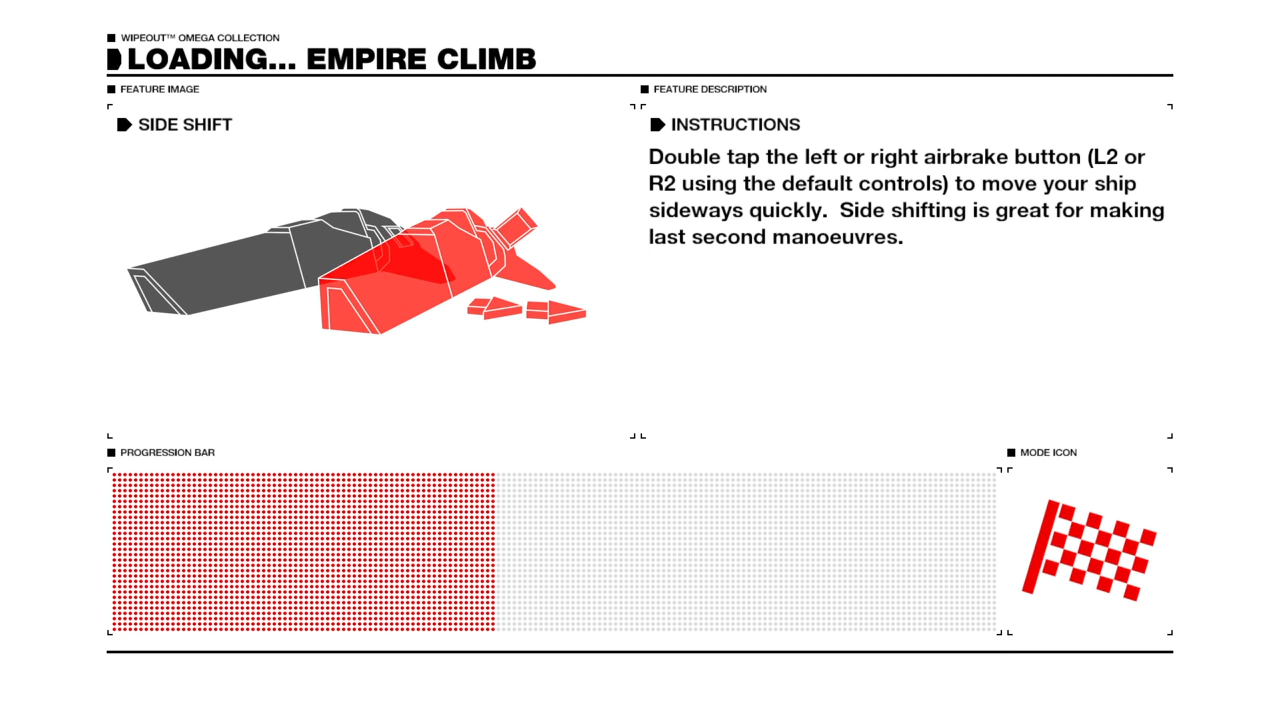 WIPEOUT™ OMEGA COLLECTION
LOADING... EMPIRE CLIMB
FEATURE IMAGE
SIDE SHIFT
FEATURE DESCRIPTION
INSTRUCTIONS
Double tap the left or right airbrake button (L2 or
R2 using the default controls) to move your ship
sideways quickly.  Side shifting is great for making
last second manoeuvres.
PROGRESSION BAR
MODE ICON